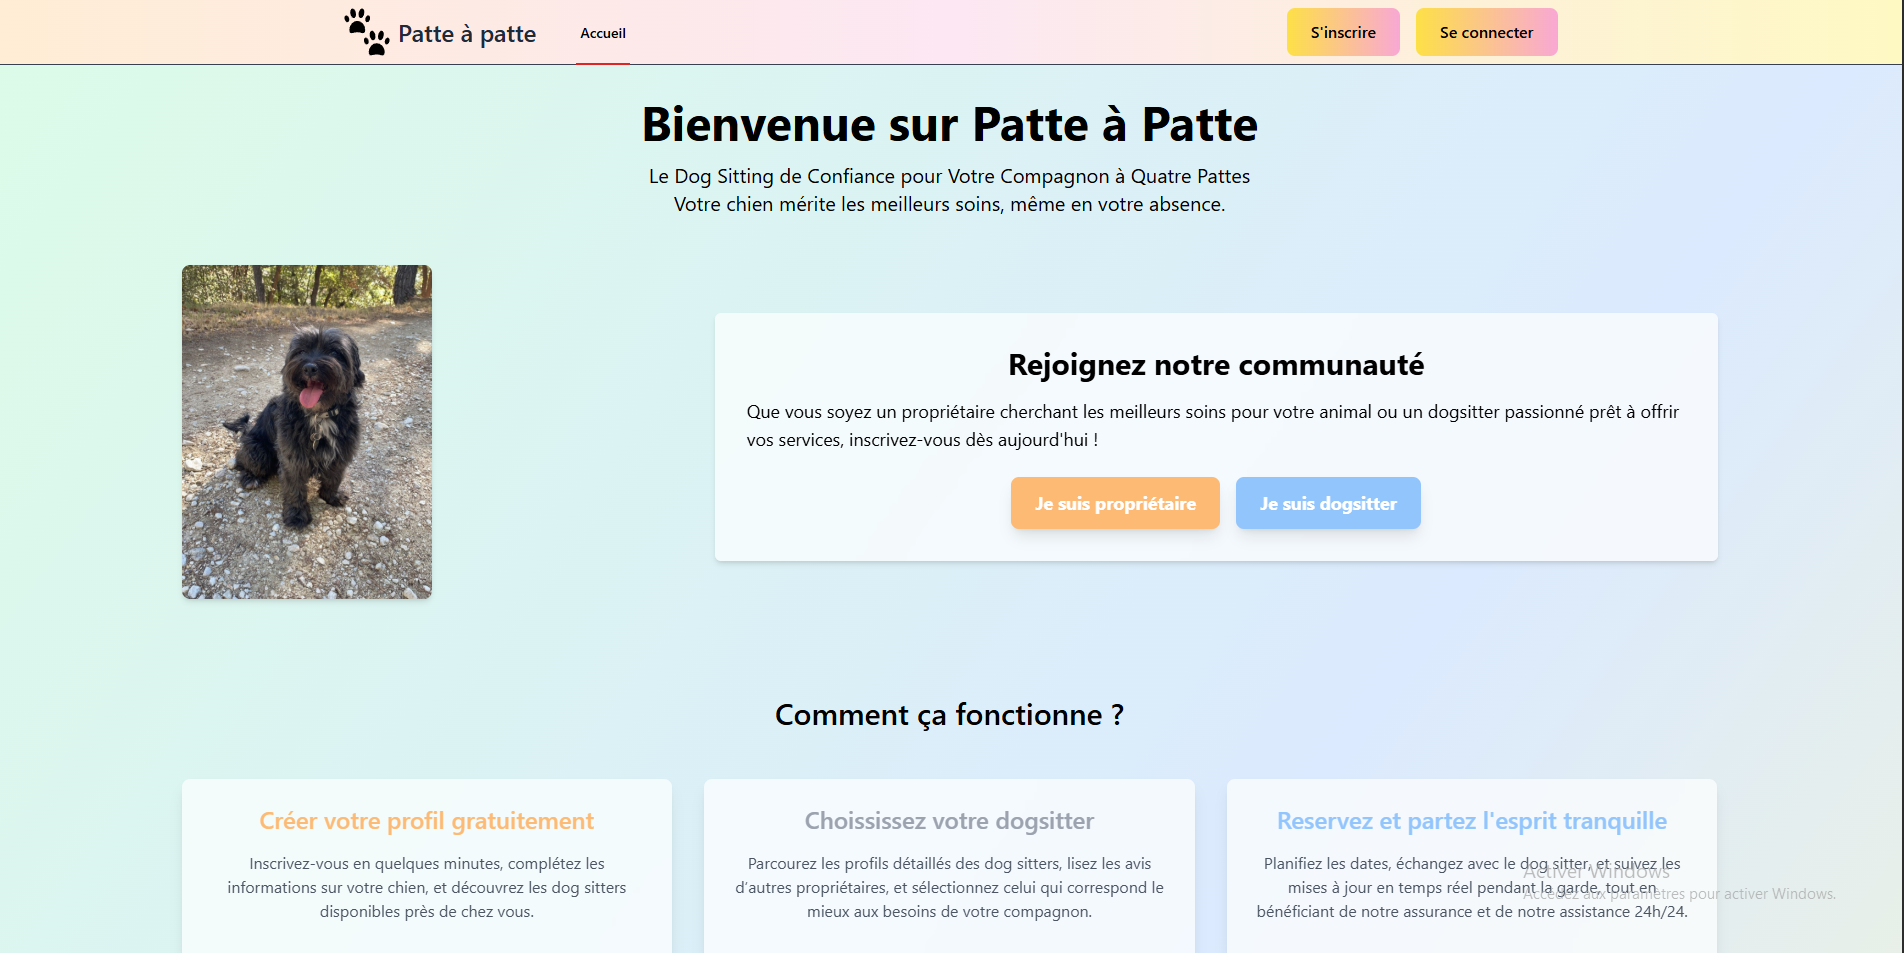 Patte à patte
Accueil
S'inscrire
Se connecter
Bienvenue sur Patte à Patte
Le Dog Sitting de Confiance pour Votre Compagnon à Quatre Pattes
Votre chien mérite les meilleurs soins, même en votre absence.
Rejoignez notre communauté
Que vous soyez un propriétaire cherchant les meilleurs soins pour votre animal ou un dogsitter passionné prêt à offrir
vos services, inscrivez-vous dès aujourd'hui !
Je suis propriétaire
Je suis dogsitter
Comment ça fonctionne ?
Créer votre profil gratuitement
Inscrivez-vous en quelques minutes, complétez les
informations sur votre chien, et découvrez les dog sitters
disponibles près de chez vous.
Choississez votre dogsitter
Parcourez les profils détaillés des dog sitters, lisez les avis
d’autres propriétaires, et sélectionnez celui qui correspond le
mieux aux besoins de votre compagnon.
Reservez et partez l'esprit tranquille
Planifiez les dates, échangez avec le dog sitter, et suivez les
mises à jour en temps réel pendant la garde, tout en
bénéficiant de notre assurance et de notre assistance 24h/24.
Activer Windows
Accédez aux paramètres pour activer Windows.